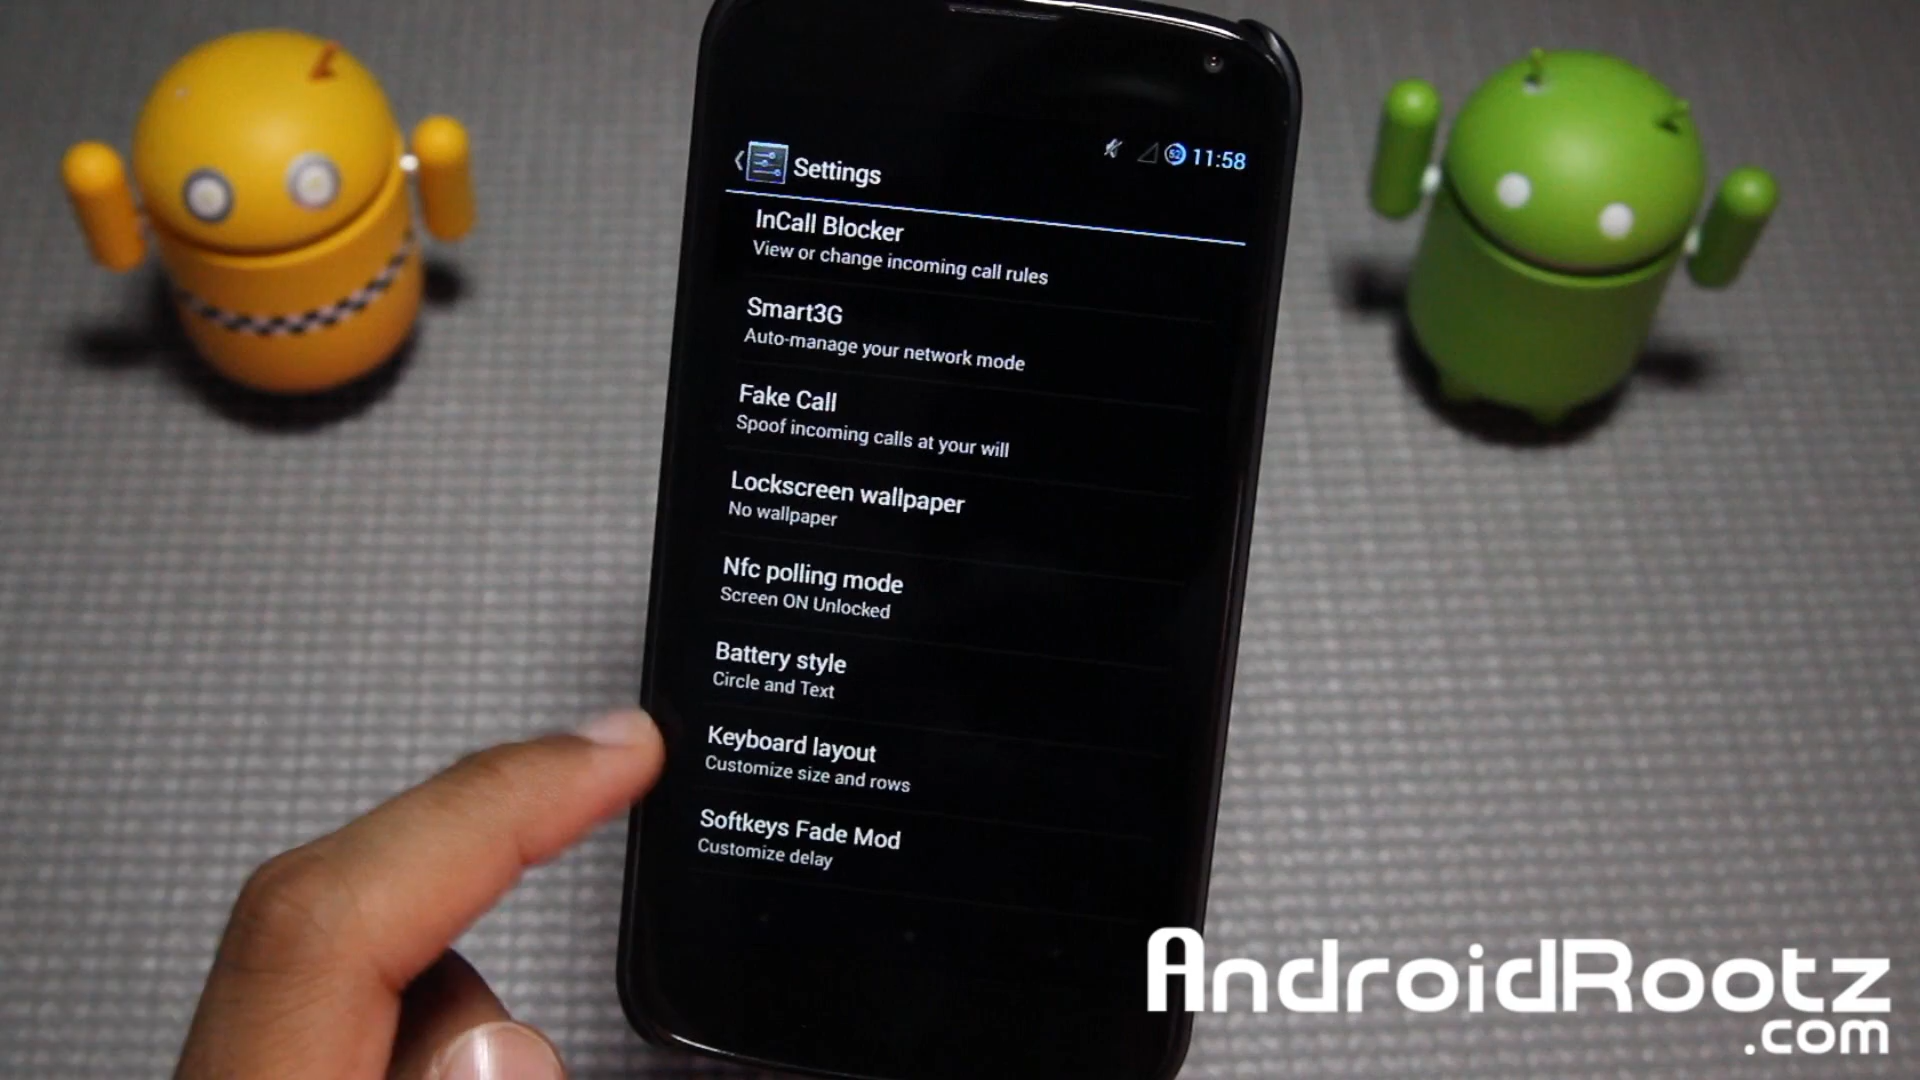 52 11:58
Settings
InCall Blocker
View or change incoming call rules
Smart3G
Auto-manage your network mode
Fake Call
Spoof incoming calls at your will
Lockscreen wallpaper
No wallpaper
Nfc polling mode
Screen ON Unlocked
Battery style
Circle and Text
Keyboard layout
Customize size and rows
Softkeys Fade Mod
Customize delay
AndroidRootz
.com